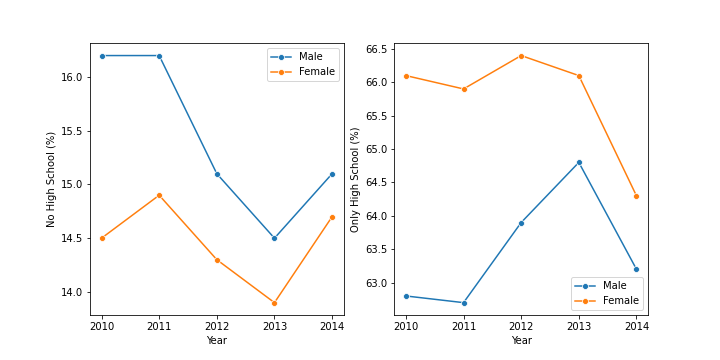 No High School (%)
16.0
15.5
15.0
14.5
14.0
2010 2011 2012 2013 2014
Year
Male
Female
Only High School (%)
66.5
66.0
65.5
65.0
64.5
64.0
63.5
63.0
2010 2011 2012 2013 2014
Year
Male
Female